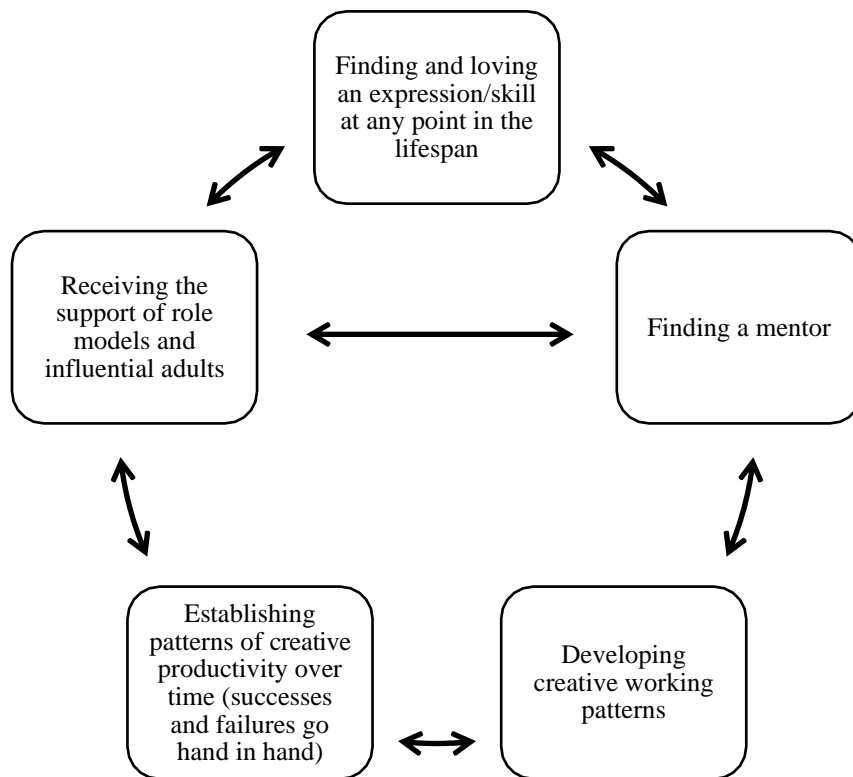 Finding and loving
an expression/skill
at any point in the
lifespan
Receiving the
support of role
models and
influential adults
Finding a mentor
Establishing
patterns of creative
productivity over
time (successes
and failures go
hand in hand)
Developing
creative working
patterns